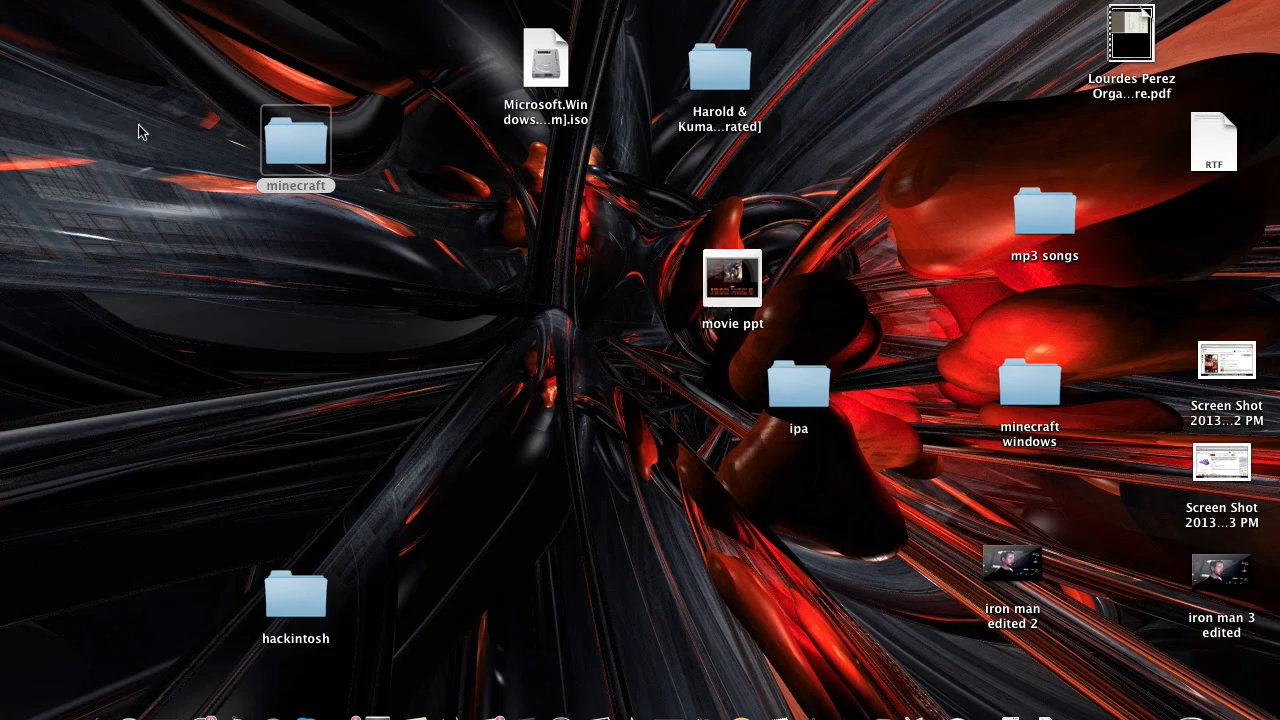 Lourdes Perez
Orga...re.pdf
Microsoft.Win
dows....m].iso
Harold &
Kuma...rated]
RTF
minecraft
mp3 songs
movie ppt
Screen Shot
2013...2 PM
ipa
minecraft
windows
Screen Shot
2013...3 PM
iron man
edited 2
iron man 3
edited
hackintosh